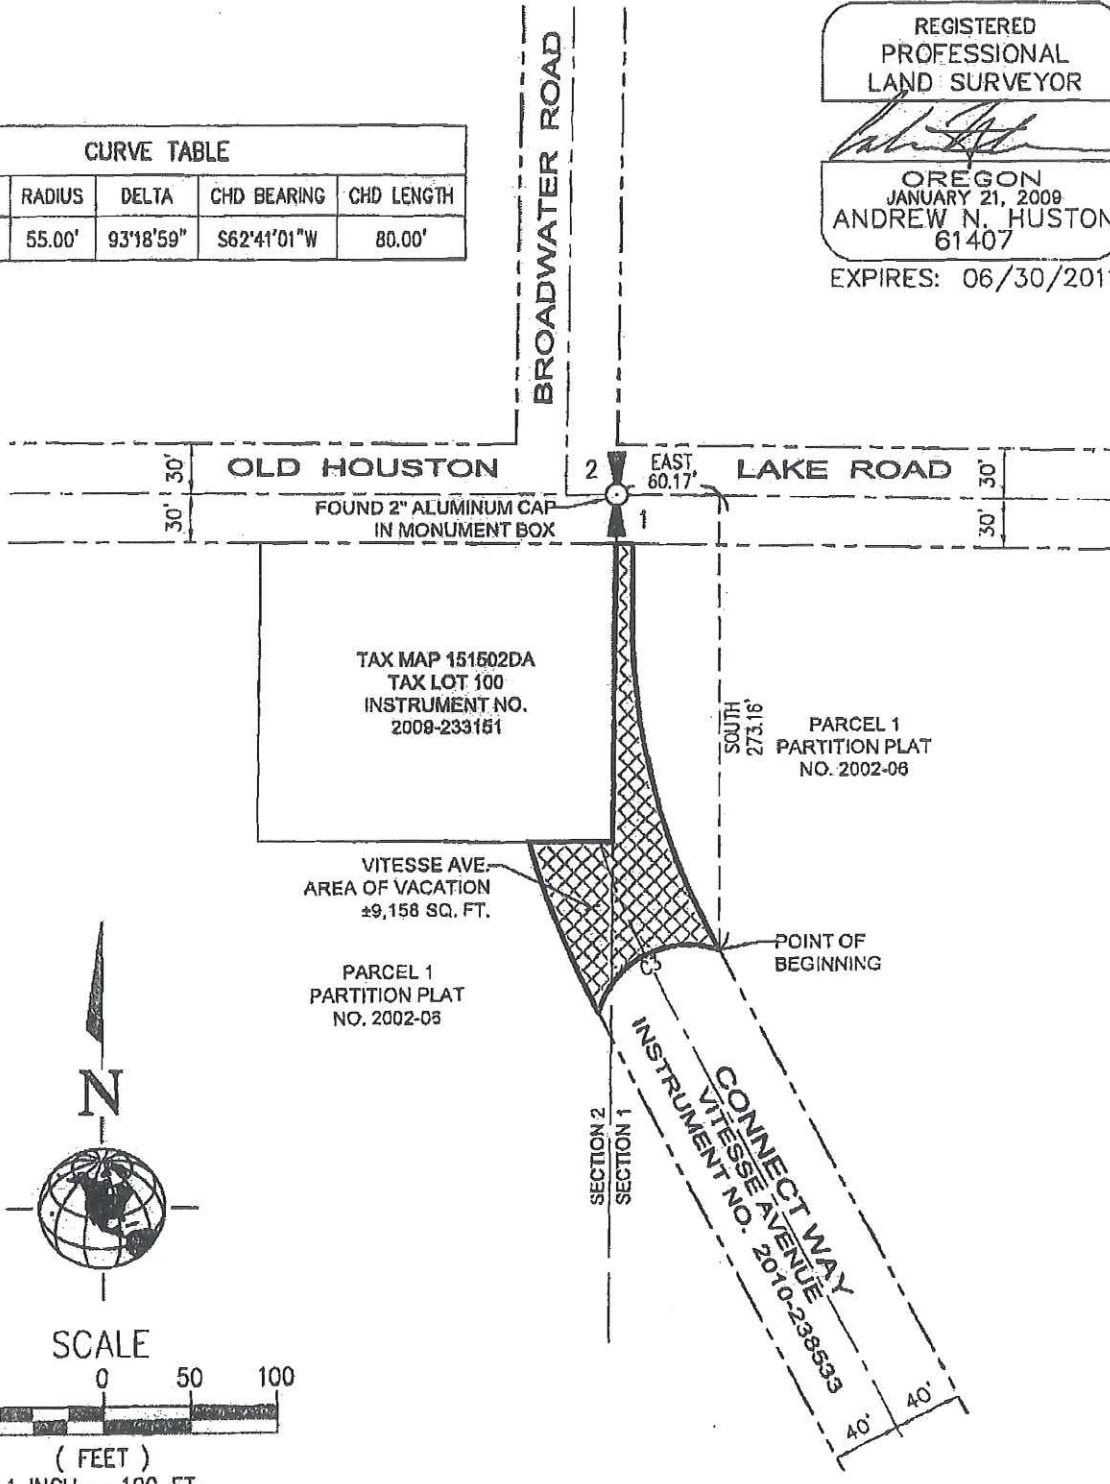 REGISTERED
PROFESSIONAL
LAND SURVEYOR
OREGON
JANUARY 21, 2009
ANDREW N. HUSTON
61407
EXPIRES: 06/30/201
CURVE TABLE
RADIUS DELTA CHD BEARING CHD LENGTH
55.00' 93°18'59" S62°41'01"W 80.00'
BROADWATER ROAD
30' OLD HOUSTON 2 EAST LAKE ROAD 30'
60.17'
30' FOUND 2" ALUMINUM CAP 1 30'
IN MONUMENT BOX
TAX MAP 151502DA
TAX LOT 100
INSTRUMENT NO.
2009-233151
SOUTH
273.16'
PARCEL 1
PARTITION PLAT
NO. 2002-06
VITESSE AVE.
AREA OF VACATION
±9,158 SQ. FT.
POINT OF
BEGINNING
PARCEL 1
PARTITION PLAT
NO. 2002-06
N
SECTION 2
SECTION 1
CONNECT WAY
VITESSE AVENUE
INSTRUMENT NO. 2010-238533
40' 40'
SCALE
0 50 100
( FEET )